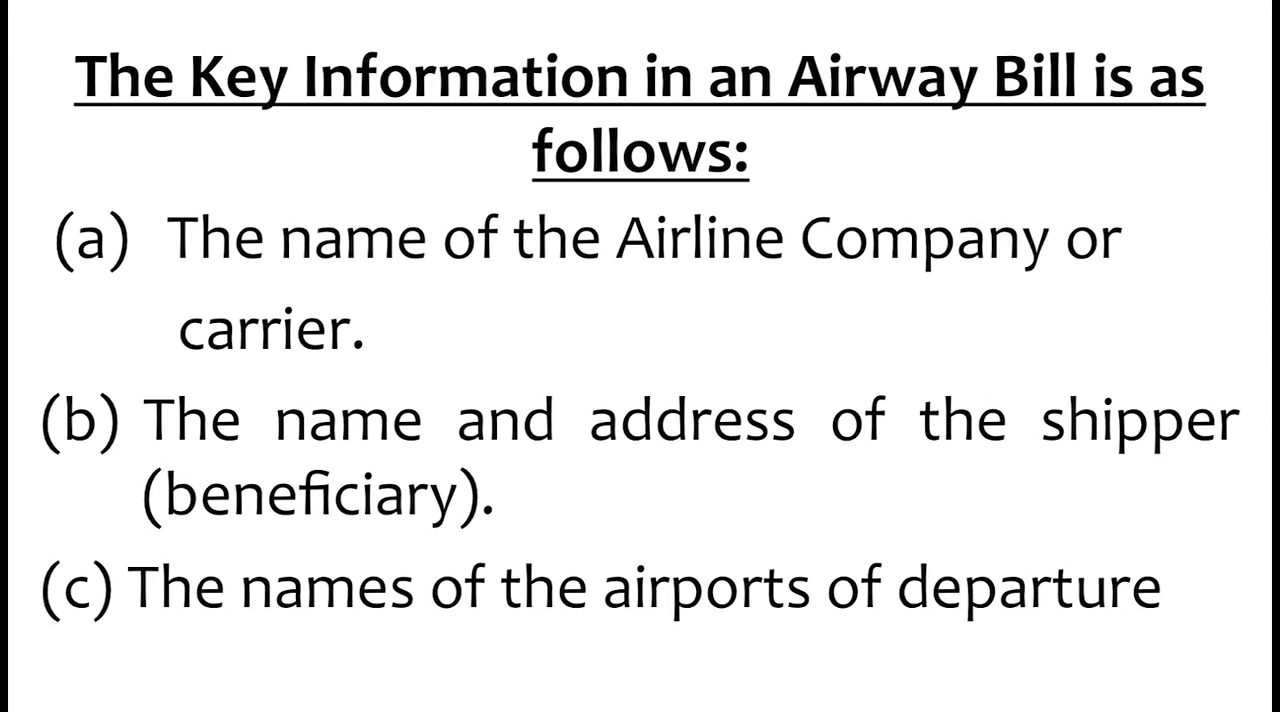 The Key Information in an Airway Bill is as
follows:
(a) The name of the Airline Company or
carrier.
(b) The name and address of the shipper
(beneficiary).
(c) The names of the airports of departure